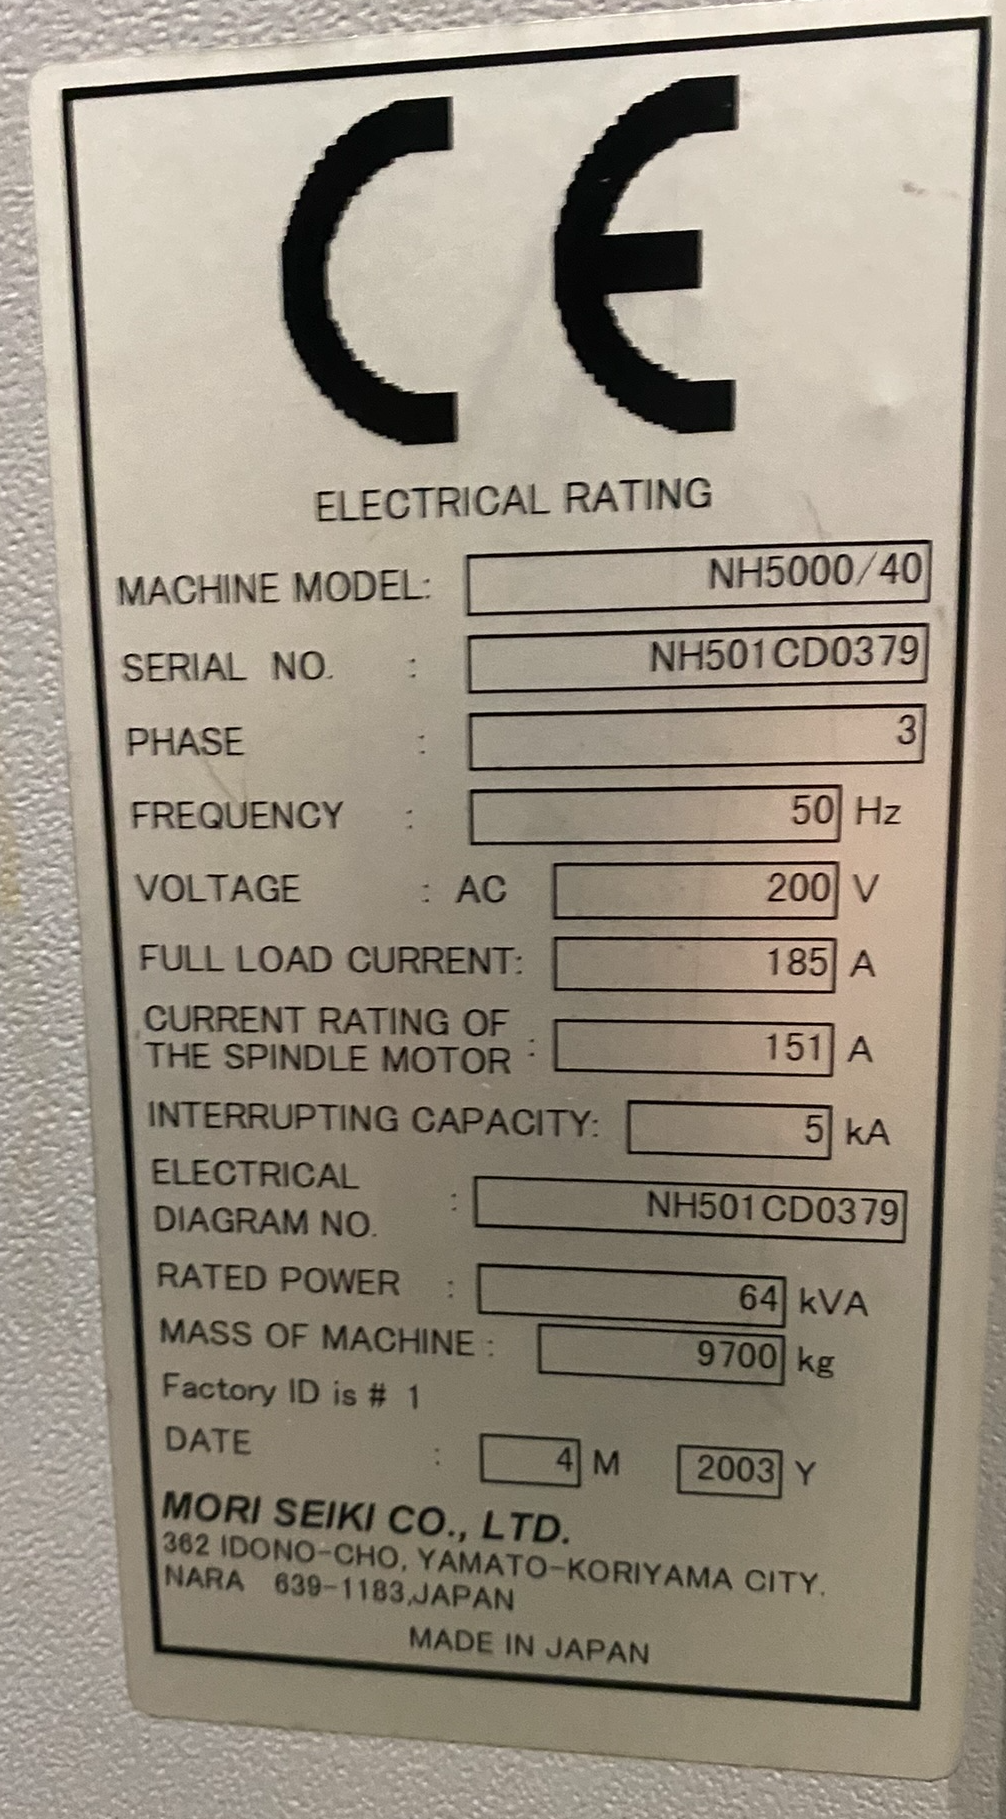 CE
ELECTRICAL RATING
MACHINE MODEL: NH5000/40
SERIAL NO. : NH501CD0379
PHASE : 3
FREQUENCY : 50 Hz
VOLTAGE : AC 200 V
FULL LOAD CURRENT: 185 A
CURRENT RATING OF
THE SPINDLE MOTOR : 151 A
INTERRUPTING CAPACITY: 5 kA
ELECTRICAL
DIAGRAM NO. : NH501CD0379
RATED POWER : 64 kVA
MASS OF MACHINE : 9700 kg
Factory ID is # 1
DATE : 4 M 2003 Y
MORI SEIKI CO., LTD.
362 IDONO-CHO, YAMATO-KORIYAMA CITY.
NARA 639-1183,JAPAN
MADE IN JAPAN